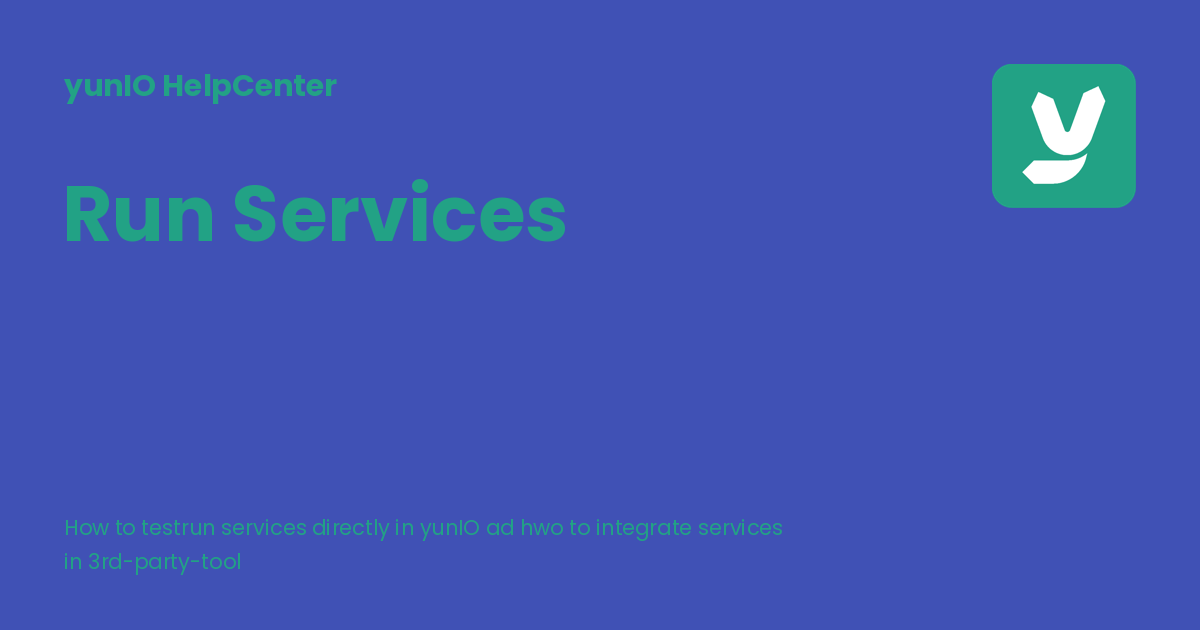 yunIO HelpCenter
Run Services
How to testrun services directly in yunIO ad hwo to integrate services
in 3rd-party-tool